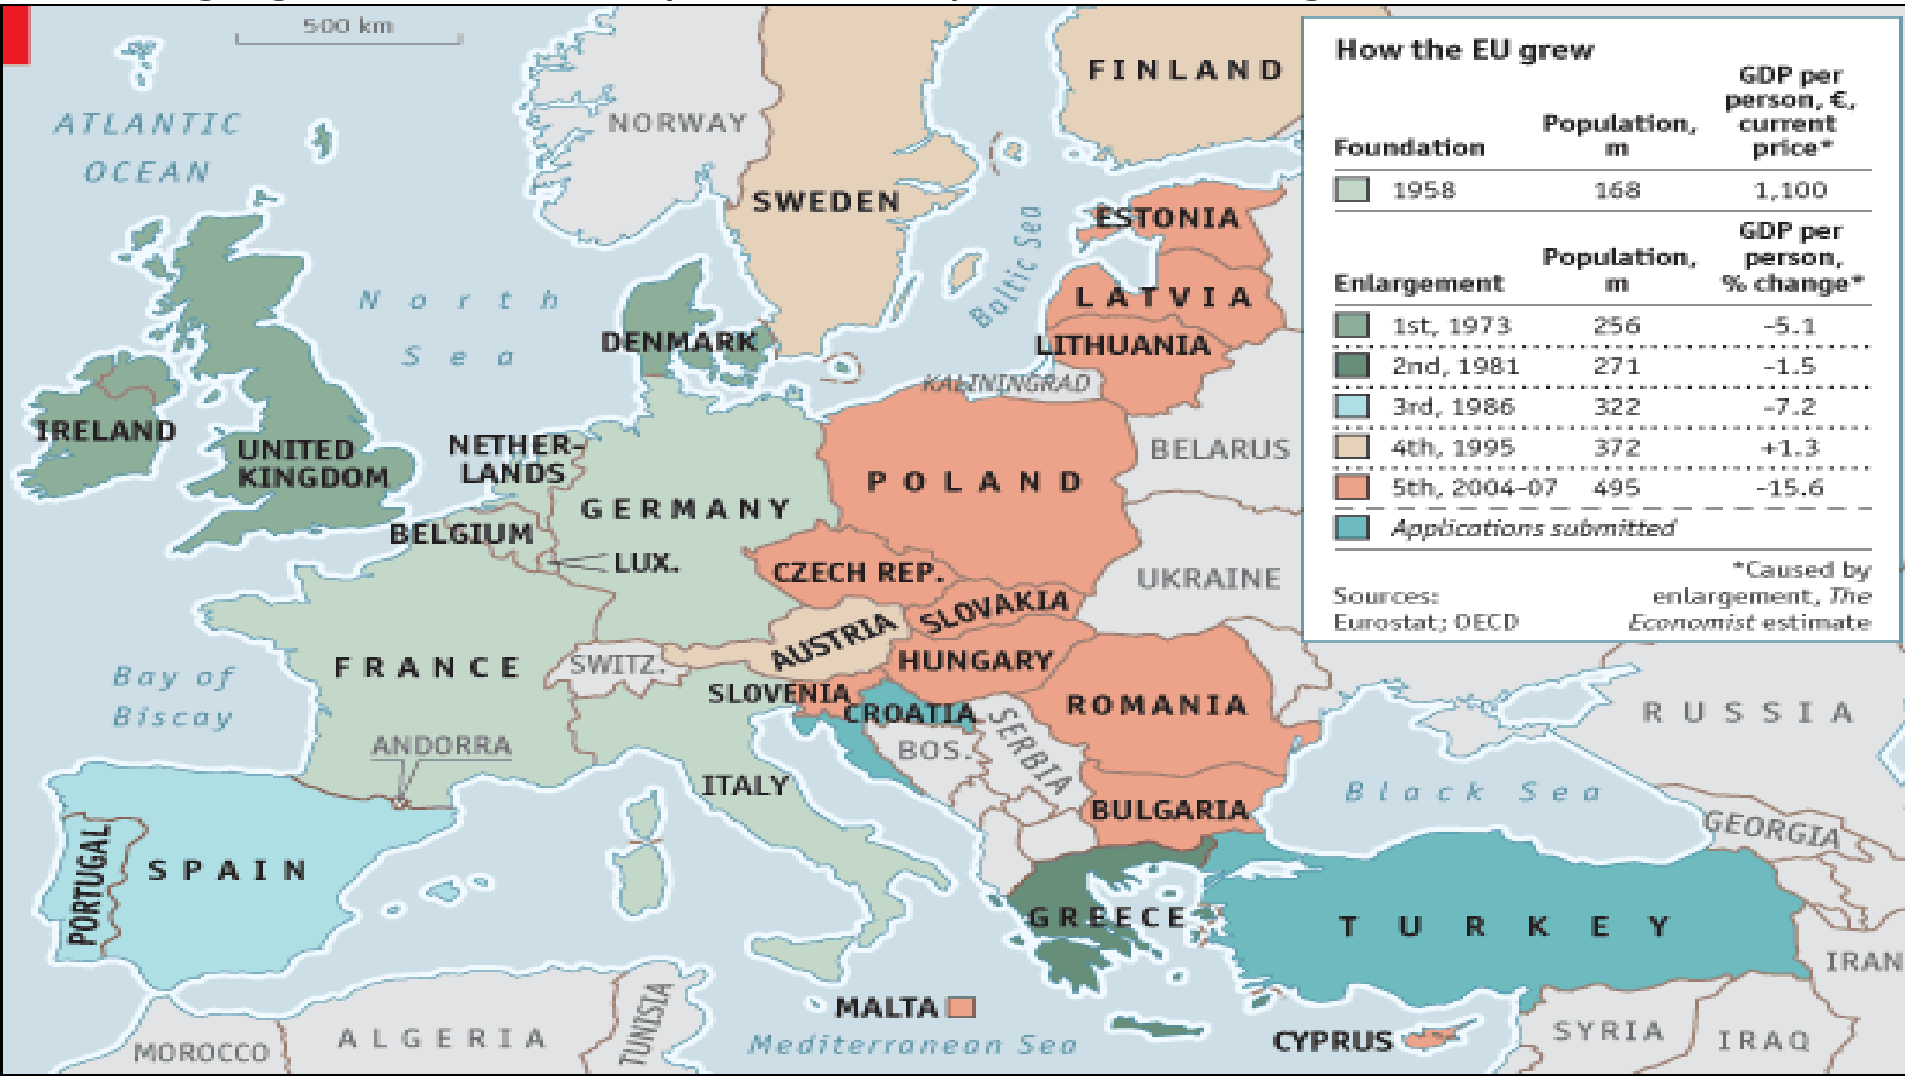 500 km
ATLANTIC
OCEAN
NORWAY
FINLAND
SWEDEN
ESTONIA
Baltic Sea
LATVIA
North
Sea
DENMARK
LITHUANIA
KALININGRAD
IRELAND
UNITED
KINGDOM
NETHER-
LANDS
GERMANY
POLAND
BELARUS
BELGIUM
LUX.
CZECH REP.
UKRAINE
SLOVAKIA
AUSTRIA
FRANCE
SWITZ.
HUNGARY
SLOVENIA
CROATIA
ROMANIA
RUSSIA
Bay of
Biscay
ANDORRA
BOS.
SERBIA
ITALY
BULGARIA
Black Sea
GEORGIA
PORTUGAL
SPAIN
GREECE
TURKEY
IRAN
MALTA
Mediterranean Sea
CYPRUS
SYRIA
IRAQ
MOROCCO
ALGERIA
TUNISIA
How the EU grew
Foundation
Population,
m
GDP per
person, €,
current
price*
1958 168 1,100
Enlargement
Population,
m
GDP per
person,
% change*
1st, 1973 256 -5.1
2nd, 1981 271 -1.5
3rd, 1986 322 -7.2
4th, 1995 372 +1.3
5th, 2004-07 495 -15.6
Applications submitted
*Caused by
enlargement, The
Economist estimate
Sources:
Eurostat; OECD